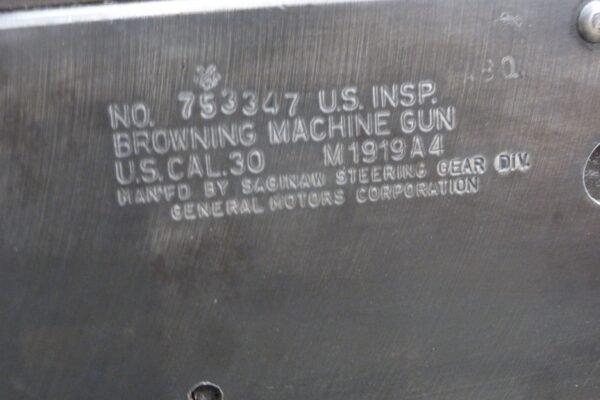 NO. 753347 U.S. INSP.
BROWNING MACHINE GUN
U.S. CAL. 30 M1919A4
MAN'FD BY SAGINAW STEERING GEAR DIV.
GENERAL MOTORS CORPORATION